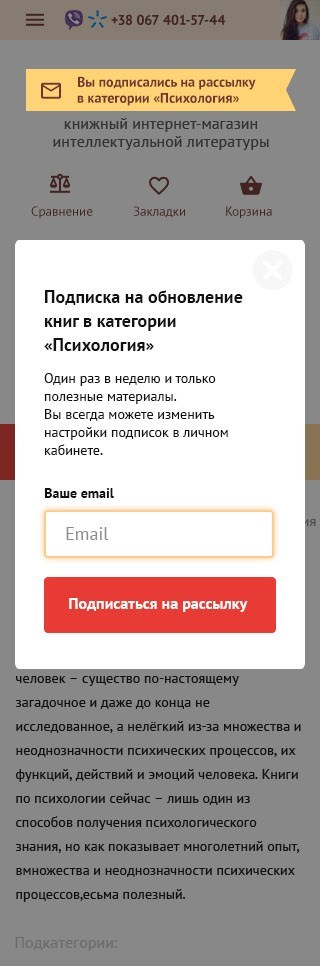 +38 067 401-57-44
Вы подписались на рассылку
в категории «Психология»
книжный интернет-магазин
интеллектуальной литературы
Сравнение Закладки Корзина
Подписка на обновление
книг в категории
«Психология»
Один раз в неделю и только
полезные материалы.
Вы всегда можете изменить
настройки подписок в личном
кабинете.
Ваше email
Email
Подписаться на рассылку
человек – существо по-настоящему
загадочное и даже до конца не
исследованное, а нелёгкий из-за множества и
неоднозначности психических процессов, их
функций, действий и эмоций человека. Книги
по психологии сейчас – лишь один из
способов получения психологического
знания, но как показывает многолетний опыт,
вмножества и неоднозначности психических
процессов,есьма полезный.
Подкатегории: